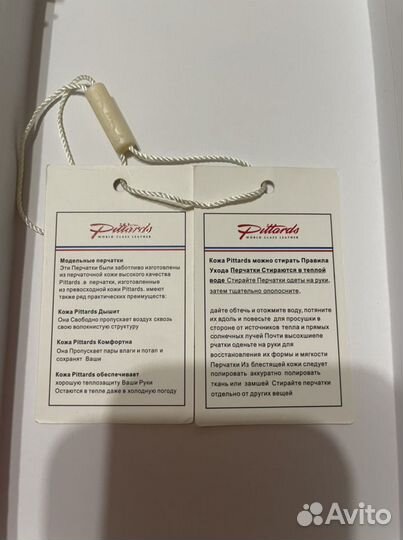 Pittards
WORLD CLASS LEATHER
Модельные перчатки
Эти Перчатки были заботливо изготовлены
из перчаточной кожи высокого качества
Pittards .в перчатки, изготовленные
из превосходной кожи Pittards. имеют
также ряд практических преимуществ:
Кожа Pittards Дышит
Она Свободно пропускает воздух сквозь
свою волокнистую структуру
Кожа Pittards Комфортна
Она Пропускает пары влаги и потап и
сохранят Ваши
Кожа Pittards обеспечивает
хорошую теплозащиту Ваши Руки
Остаются в тепле даже в холодную погоду
Pittards
WORLD CLASS LEATHER
Кожа Pittards можно стирать Правила
Ухода Перчатки Стираются в теплой
воде Стирайте Перчатки одеты на руки,
затем тщательно ополосните.
дайте обтечь и отожмите воду, потяните
их вдоль и повесьте для просушки в
стороне от источников тепла и прямых
солнечных лучей Почти высохшиепе
рчатки оденьте на руки для
восстановления их формы и мягкости
Перчатки Из блестящей кожи следует
полировать аккуратно полировать
ткань или замшей Стирайте перчатки
отдельно от других вещей
Avito